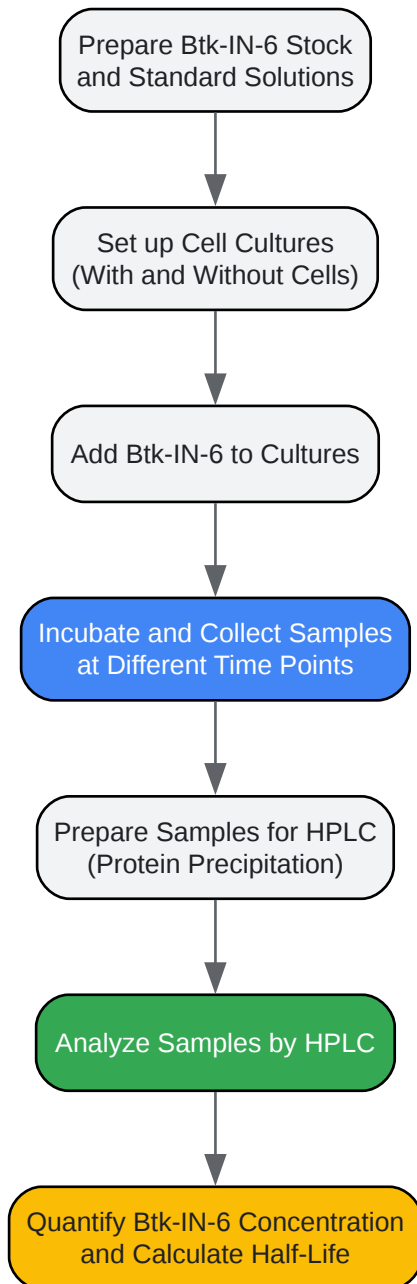 Prepare Btk-IN-6 Stock
and Standard Solutions
Set up Cell Cultures
(With and Without Cells)
Add Btk-IN-6 to Cultures
Incubate and Collect Samples
at Different Time Points
Prepare Samples for HPLC
(Protein Precipitation)
Analyze Samples by HPLC
Quantify Btk-IN-6 Concentration
and Calculate Half-Life